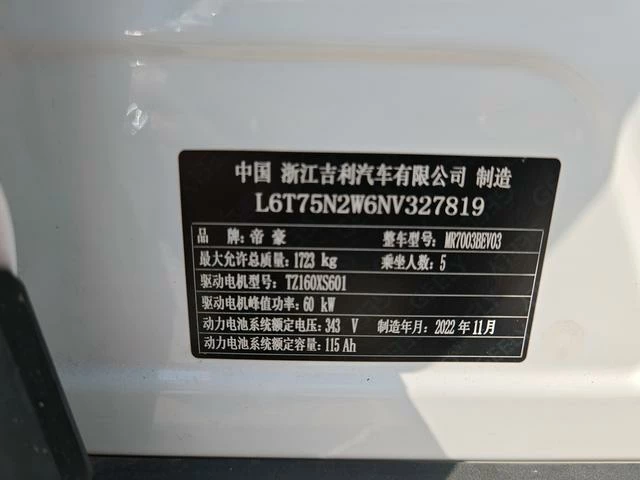 中国 浙江吉利汽车有限公司 制造
L6T75N2W6NV327819
品牌:帝豪 整车型号:MR7003BEV03
最大允许总质量:1723 kg 乘坐人数:5
驱动电机型号:TZ160XS601
驱动电机峰值功率:60 kW
动力电池系统额定电压:343 V 制造年月:2022年11月
动力电池系统额定容量:115 Ah